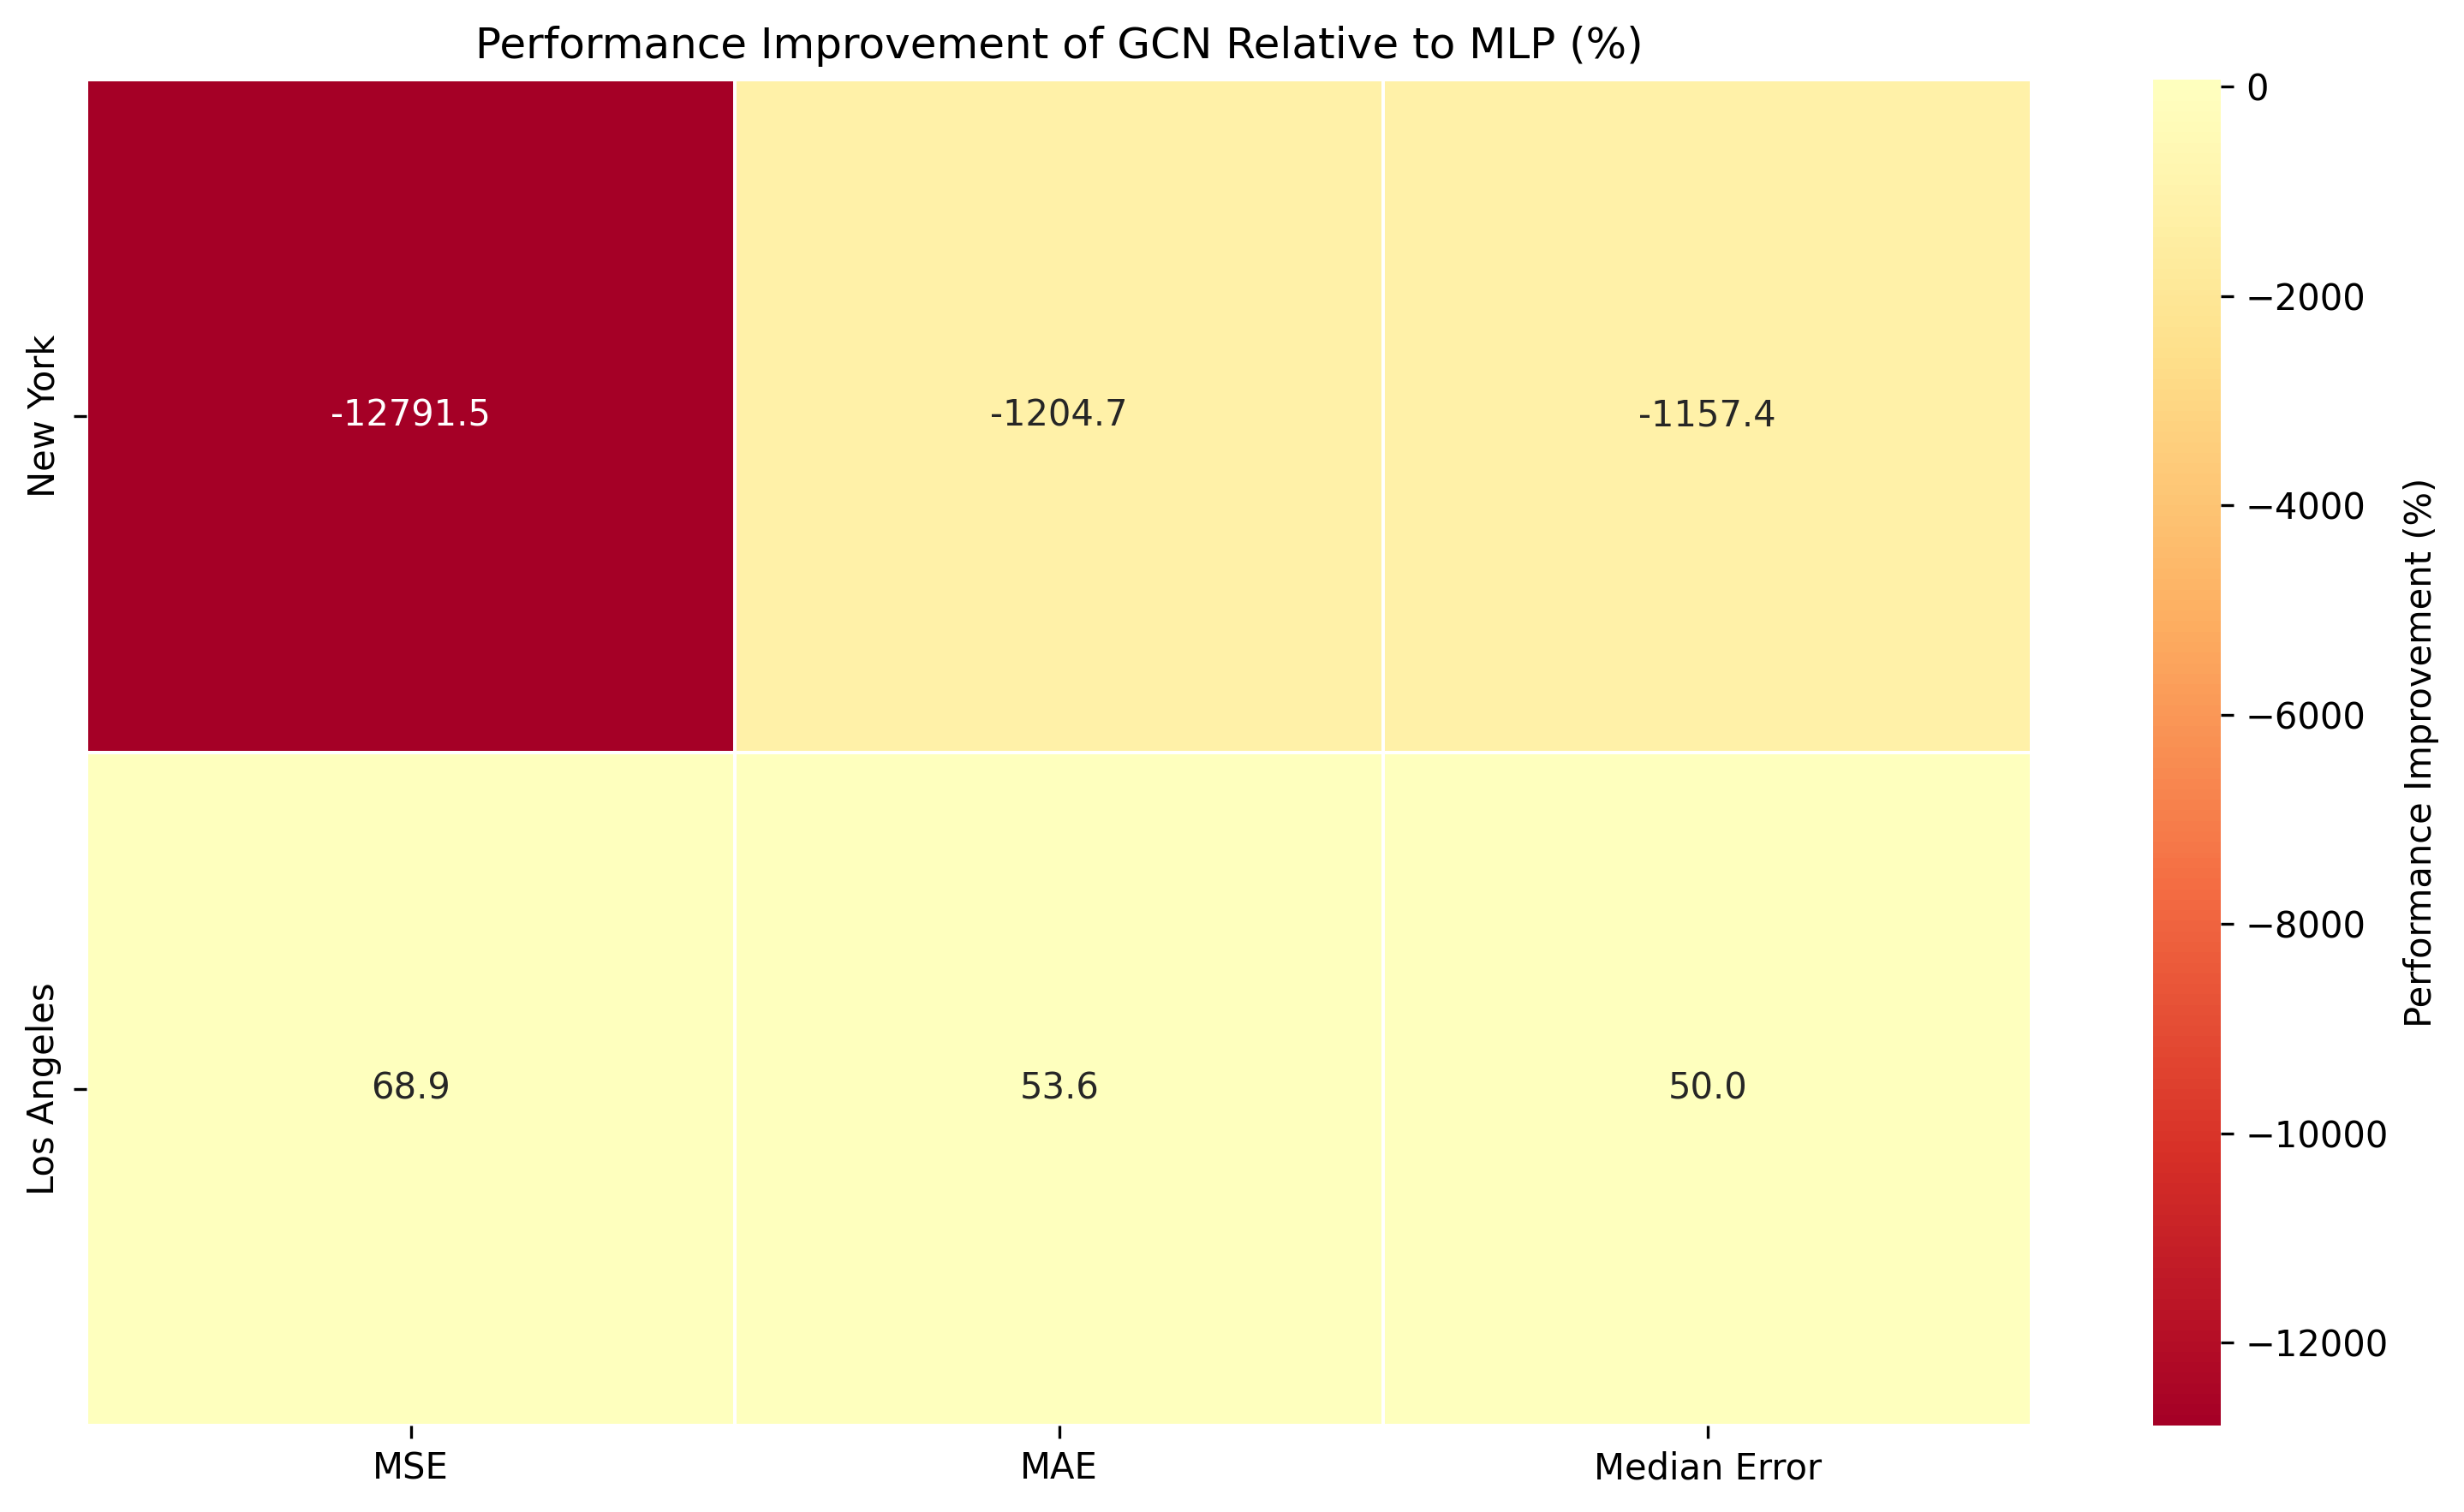 Performance Improvement of GCN Relative to MLP (%)
New York
-12791.5
-1204.7
-1157.4
Los Angeles
68.9
53.6
50.0
MSE
MAE
Median Error
0
−2000
−4000
−6000
−8000
−10000
−12000
Performance Improvement (%)